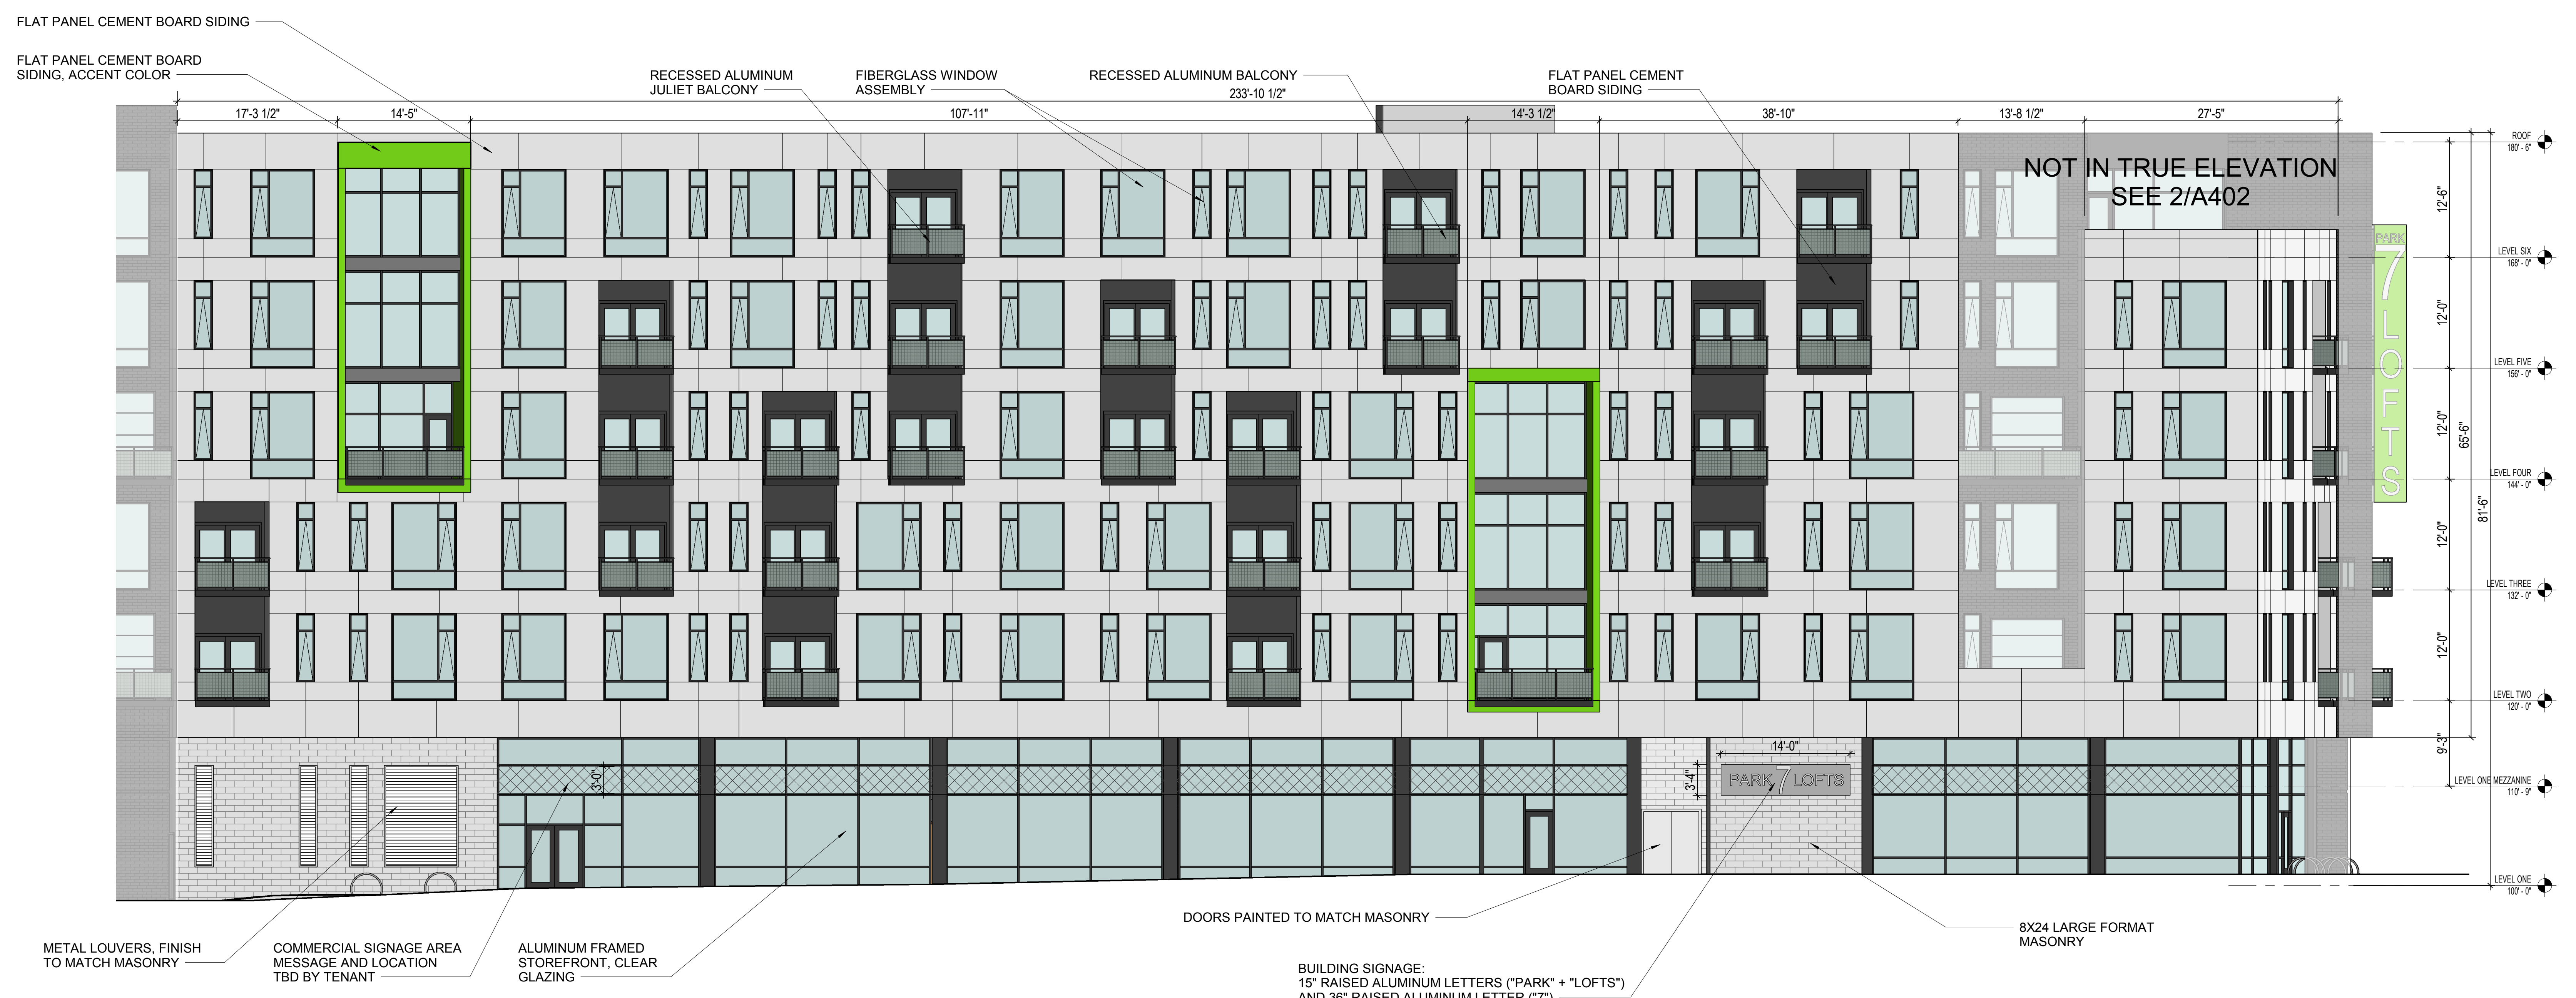 FLAT PANEL CEMENT BOARD SIDING
FLAT PANEL CEMENT BOARD
SIDING, ACCENT COLOR
RECESSED ALUMINUM
JULIET BALCONY
FIBERGLASS WINDOW
ASSEMBLY
RECESSED ALUMINUM BALCONY
FLAT PANEL CEMENT
BOARD SIDING
233'-10 1/2"
17'-3 1/2"
14'-5"
107'-11"
14'-3 1/2"
38'-10"
13'-8 1/2"
27'-5"
NOT IN TRUE ELEVATION
SEE 2/A402
PARK
7
LOFTS
ROOF
180' - 6"
12'-6"
LEVEL SIX
168' - 0"
12'-0"
LEVEL FIVE
156' - 0"
12'-0"
65'-6"
LEVEL FOUR
144' - 0"
81'-6"
12'-0"
LEVEL THREE
132' - 0"
12'-0"
LEVEL TWO
120' - 0"
9'-3"
LEVEL ONE MEZZANINE
110' - 9"
LEVEL ONE
100' - 0"
3'-0"
14'-0"
3'-4"
PARK 7 LOFTS
METAL LOUVERS, FINISH
TO MATCH MASONRY
COMMERCIAL SIGNAGE AREA
MESSAGE AND LOCATION
TBD BY TENANT
ALUMINUM FRAMED
STOREFRONT, CLEAR
GLAZING
DOORS PAINTED TO MATCH MASONRY
8X24 LARGE FORMAT
MASONRY
BUILDING SIGNAGE:
15" RAISED ALUMINUM LETTERS ("PARK" + "LOFTS")
AND 36" RAISED ALUMINUM LETTER ("7")